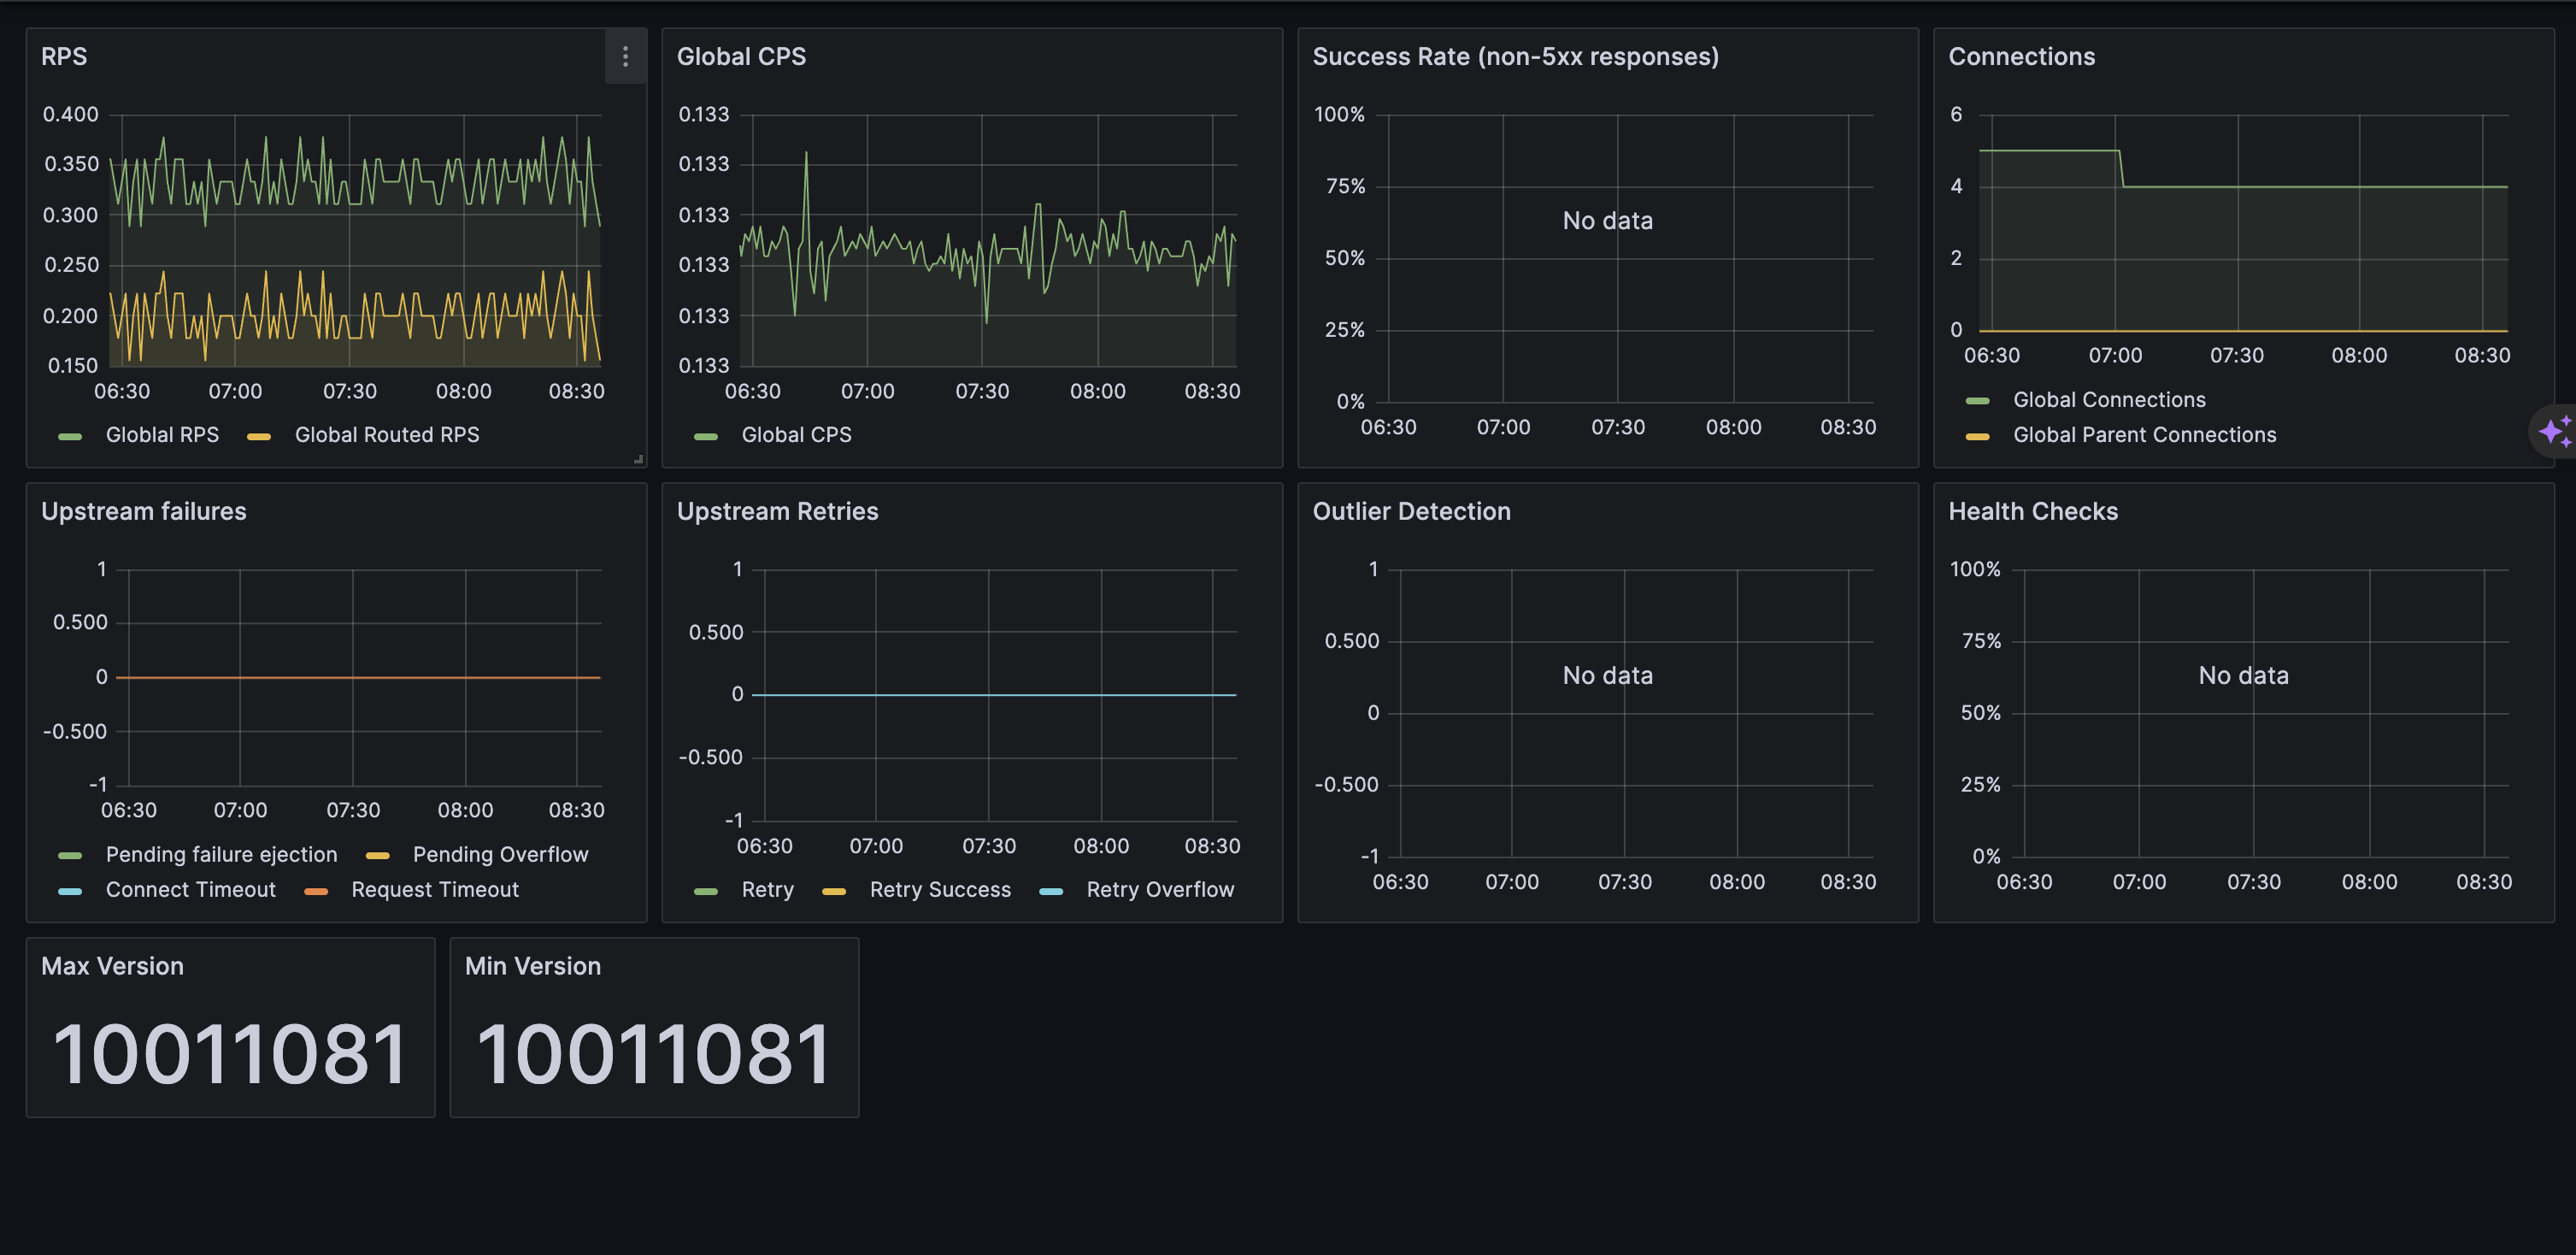 RPS
0.400
0.350
0.300
0.250
0.200
0.150
06:30 07:00 07:30 08:00 08:30
Globlal RPS Global Routed RPS
Global CPS
0.133
0.133
0.133
0.133
0.133
0.133
06:30 07:00 07:30 08:00 08:30
Global CPS
Success Rate (non-5xx responses)
100%
75%
No data
50%
25%
0%
06:30 07:00 07:30 08:00 08:30
Connections
6
4
2
0
06:30 07:00 07:30 08:00 08:30
Global Connections
Global Parent Connections
Upstream failures
1
0.500
0
-0.500
-1
06:30 07:00 07:30 08:00 08:30
Pending failure ejection Pending Overflow
Connect Timeout Request Timeout
Upstream Retries
1
0.500
0
-0.500
-1
06:30 07:00 07:30 08:00 08:30
Retry Retry Success Retry Overflow
Outlier Detection
1
0.500
No data
0
-0.500
-1
06:30 07:00 07:30 08:00 08:30
Health Checks
100%
75%
No data
50%
25%
0%
06:30 07:00 07:30 08:00 08:30
Max Version
10011081
Min Version
10011081